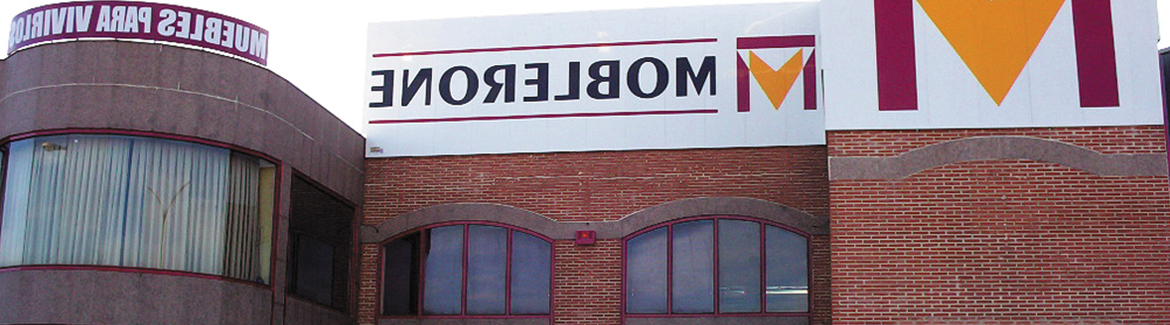 MUEBLES PARA VIVIRLOS
MOBLERONE